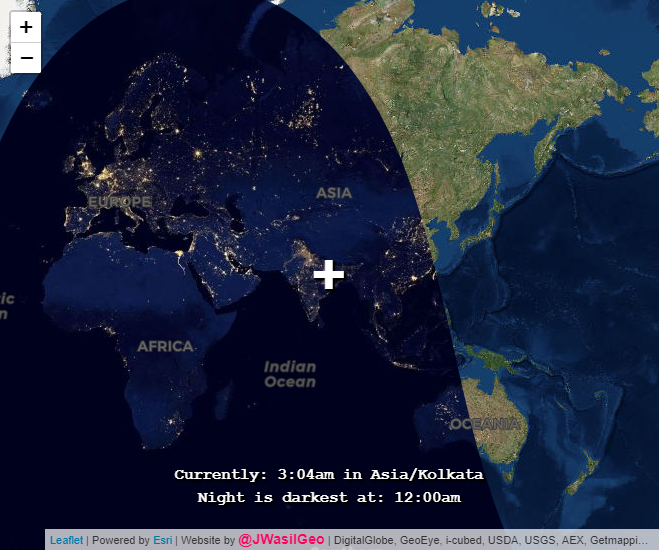 +
−
EUROPE
ASIA
AFRICA
Indian
Ocean
OCEANIA
Currently: 3:04am in Asia/Kolkata
Night is darkest at: 12:00am
Leaflet | Powered by Esri | Website by @JWasilGeo | DigitalGlobe, GeoEye, i-cubed, USDA, USGS, AEX, Getmappi...